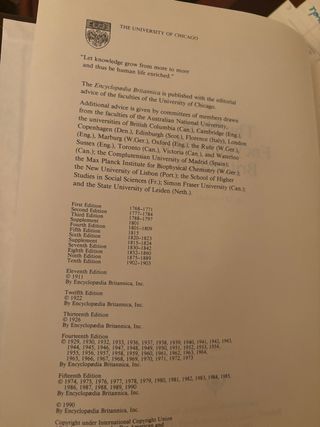 THE UNIVERSITY OF CHICAGO
"Let knowledge grow from more to more
and thus be human life enriched."
The Encyclopædia Britannica is published with the editorial
advice of the faculties of the University of Chicago.
Additional advice is given by committees of members drawn
from the faculties of the Australian National University,
the universities of British Columbia (Can.), Cambridge (Eng.),
Copenhagen (Den.), Edinburgh (Scot.), Florence (Italy), London
(Eng.), Marburg (W.Ger.), Oxford (Eng.), the Ruhr (W.Ger.),
Sussex (Eng.), Toronto (Can.), Victoria (Can.), and Waterloo
(Can.); the Complutensian University of Madrid (Spain);
the Max Planck Institute for Biophysical Chemistry (W.Ger.);
the New University of Lisbon (Port.); the School of Higher
Studies in Social Sciences (Fr.); Simon Fraser University (Can.);
and the State University of Leiden (Neth.).
First Edition 1768–1771
Second Edition 1777–1784
Third Edition 1788–1797
Supplement 1801
Fourth Edition 1801–1809
Fifth Edition 1815
Sixth Edition 1820–1823
Supplement 1815–1824
Seventh Edition 1830–1842
Eighth Edition 1852–1860
Ninth Edition 1875–1889
Tenth Edition 1902–1903
Eleventh Edition
© 1911
By Encyclopædia Britannica, Inc.
Twelfth Edition
© 1922
By Encyclopædia Britannica, Inc.
Thirteenth Edition
© 1926
By Encyclopædia Britannica, Inc.
Fourteenth Edition
© 1929, 1930, 1932, 1933, 1936, 1937, 1938, 1939, 1940, 1941, 1942, 1943,
1944, 1945, 1946, 1947, 1948, 1949, 1950, 1951, 1952, 1953, 1954,
1955, 1956, 1957, 1958, 1959, 1960, 1961, 1962, 1963, 1964,
1965, 1966, 1967, 1968, 1969, 1970, 1971, 1972, 1973
By Encyclopædia Britannica, Inc.
Fifteenth Edition
© 1974, 1975, 1976, 1977, 1978, 1979, 1980, 1981, 1982, 1983, 1984, 1985,
1986, 1987, 1988, 1989, 1990
By Encyclopædia Britannica, Inc.
© 1990
By Encyclopædia Britannica, Inc.
Copyright under International Copyright Union
American and